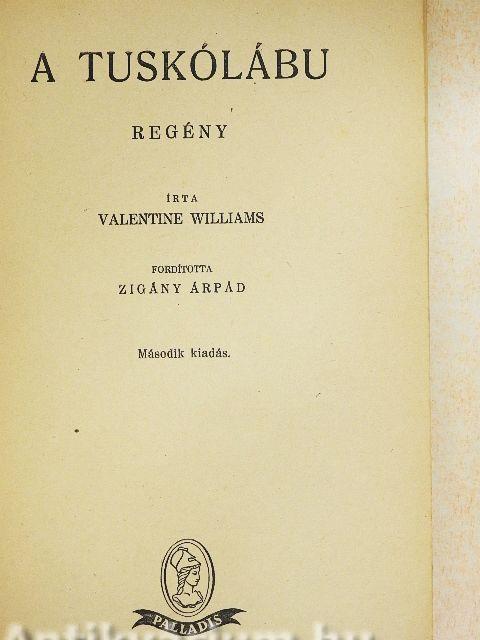 A TUSKÓLÁBU
REGÉNY
ÍRTA
VALENTINE WILLIAMS
FORDÍTOTTA
ZIGÁNY ÁRPÁD
Második kiadás.
PALLADIS